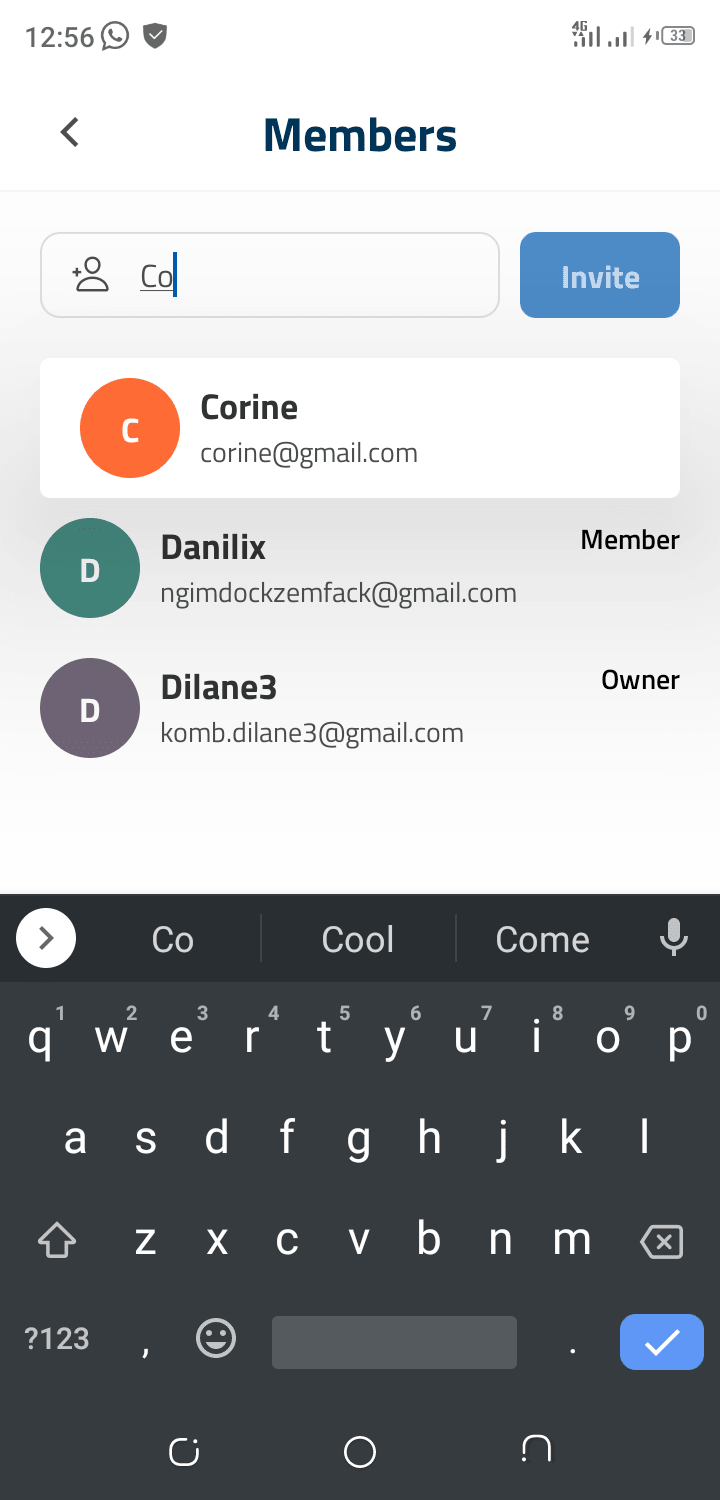 12:56 4G 33
Members
Co Invite
C Corine
corine@gmail.com
D Danilix Member
ngimdockzemfack@gmail.com
D Dilane3 Owner
komb.dilane3@gmail.com
Co Cool Come
q1 w2 e3 r4 t5 y6 u7 i8 o9 p0
a s d f g h j k l
z x c v b n m
?123 , .